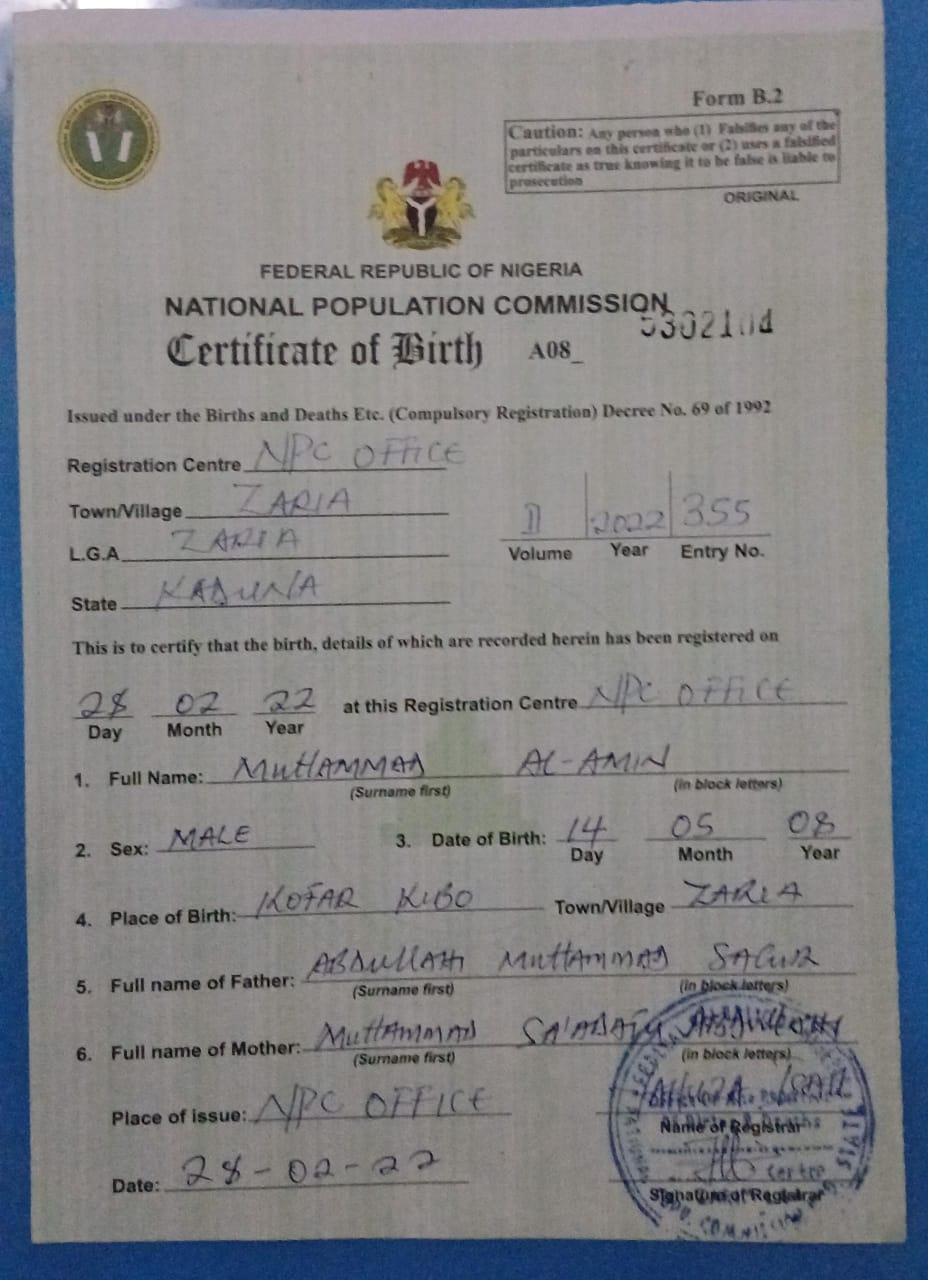 Form B.2
Caution: Any person who (1) Falsifies any of the
particulars on this certificate or (2) uses a falsified
certificate as true knowing it to be false is liable to
prosecution
ORIGINAL
FEDERAL REPUBLIC OF NIGERIA
NATIONAL POPULATION COMMISSION
Certificate of Birth A08_
Issued under the Births and Deaths Etc. (Compulsory Registration) Decree No. 69 of 1992
Registration Centre NPC OFFICE
Town/Village ZARIA
L.G.A ZARIA
II 2022 355
Volume Year Entry No.
State KADUNA
This is to certify that the birth, details of which are recorded herein has been registered on
28 02 22 at this Registration Centre NPC OFFICE
Day Month Year
1. Full Name: MUHAMMAD AL-AMIN
(Surname first) (in block letters)
2. Sex: MALE 3. Date of Birth: 14 05 08
Day Month Year
4. Place of Birth: KOFAR KIBO Town/Village ZARIA
5. Full name of Father: ABDULLAHI MUHAMMAD
(Surname first) (in block letters)
6. Full name of Mother: MUHAMMAD SA'ADATU ABDULLAHI
(Surname first) (in block letters)
Place of issue: NPC OFFICE
Name of Registrar
Date: 28-02-22
Signature of Registrar